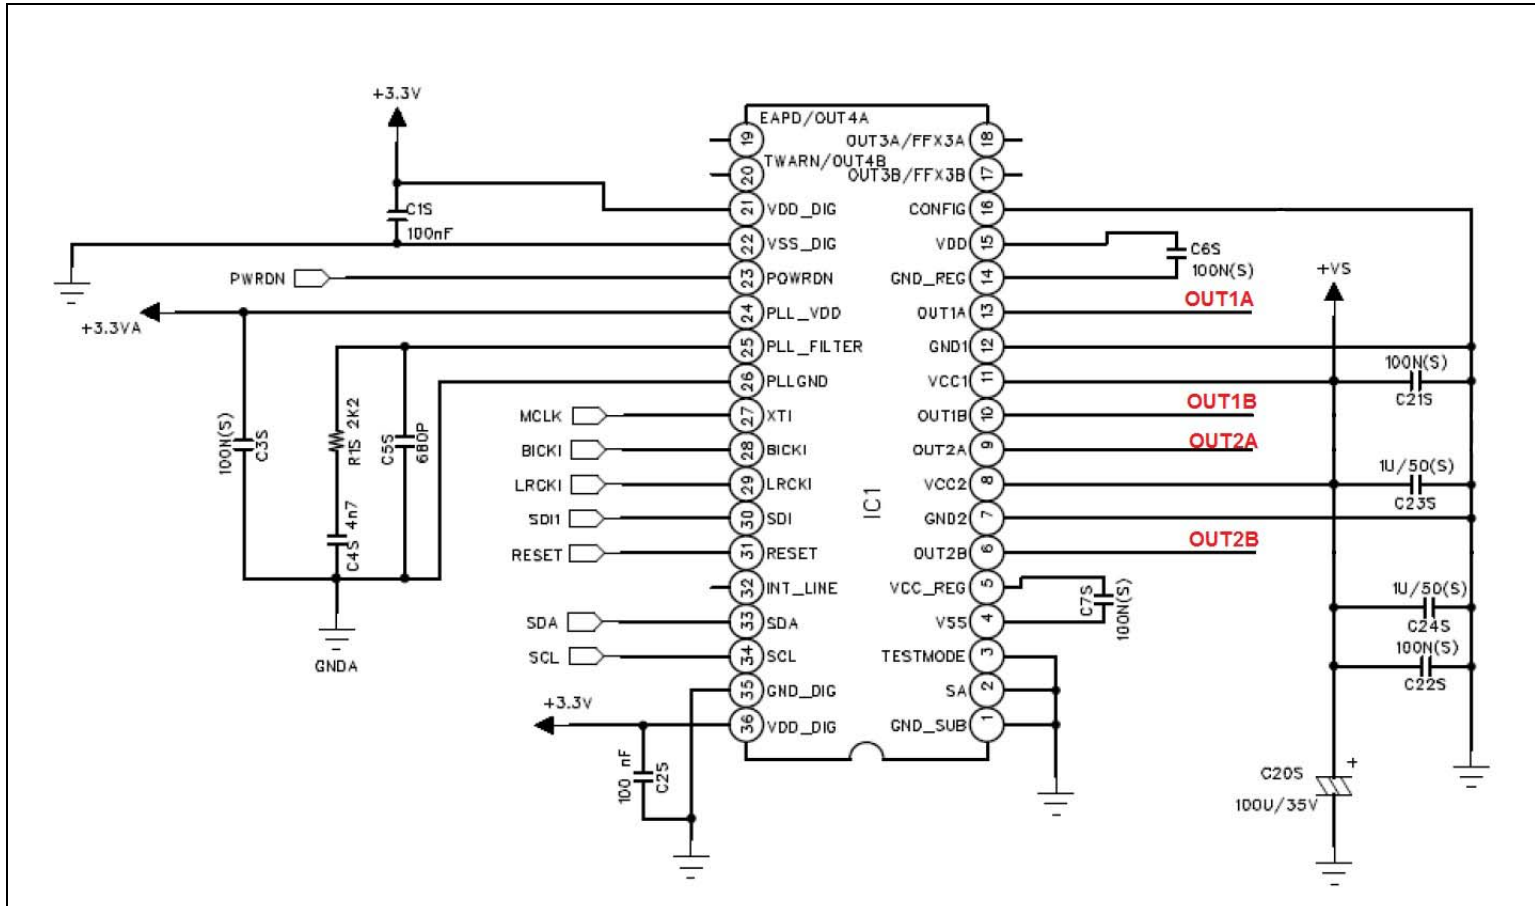 +3.3V
C1S
100nF
PWRDN
+3.3VA
100N(S)
C3S
R1S 2K2
C4S 4n7
C5S
680P
GNDA
MCLK
BICKI
LRCKI
SDI1
RESET
SDA
SCL
+3.3V
100 nF
C2S
19 EAPD/OUT4A
20 TWARN/OUT4B
21 VDD_DIG
22 VSS_DIG
23 POWRDN
24 PLL_VDD
25 PLL_FILTER
26 PLLGND
27 XTI
28 BICKI
29 LRCKI
30 SDI
31 RESET
32 INT_LINE
33 SDA
34 SCL
35 GND_DIG
36 VDD_DIG
IC1
OUT3A/FFX3A 18
OUT3B/FFX3B 17
CONFIG 16
VDD 15
GND_REG 14
OUT1A 13
GND1 12
VCC1 11
OUT1B 10
OUT2A 9
VCC2 8
GND2 7
OUT2B 6
VCC_REG 5
VSS 4
TESTMODE 3
SA 2
GND_SUB 1
C6S
100N(S)
OUT1A
OUT1B
OUT2A
OUT2B
C7S
100N(S)
+VS
100N(S)
C21S
1U/50(S)
C23S
1U/50(S)
C24S
100N(S)
C22S
C20S
+
100U/35V